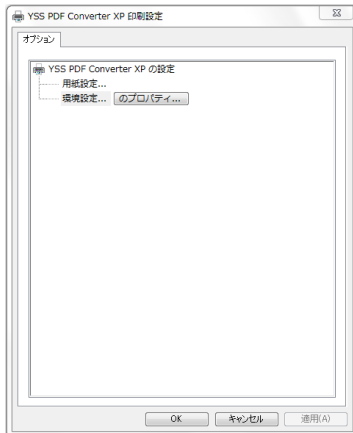 YSS PDF Converter XP 印刷設定
オプション
YSS PDF Converter XP の設定
用紙設定...
環境設定... のプロパティ...
OK キャンセル 適用(A)